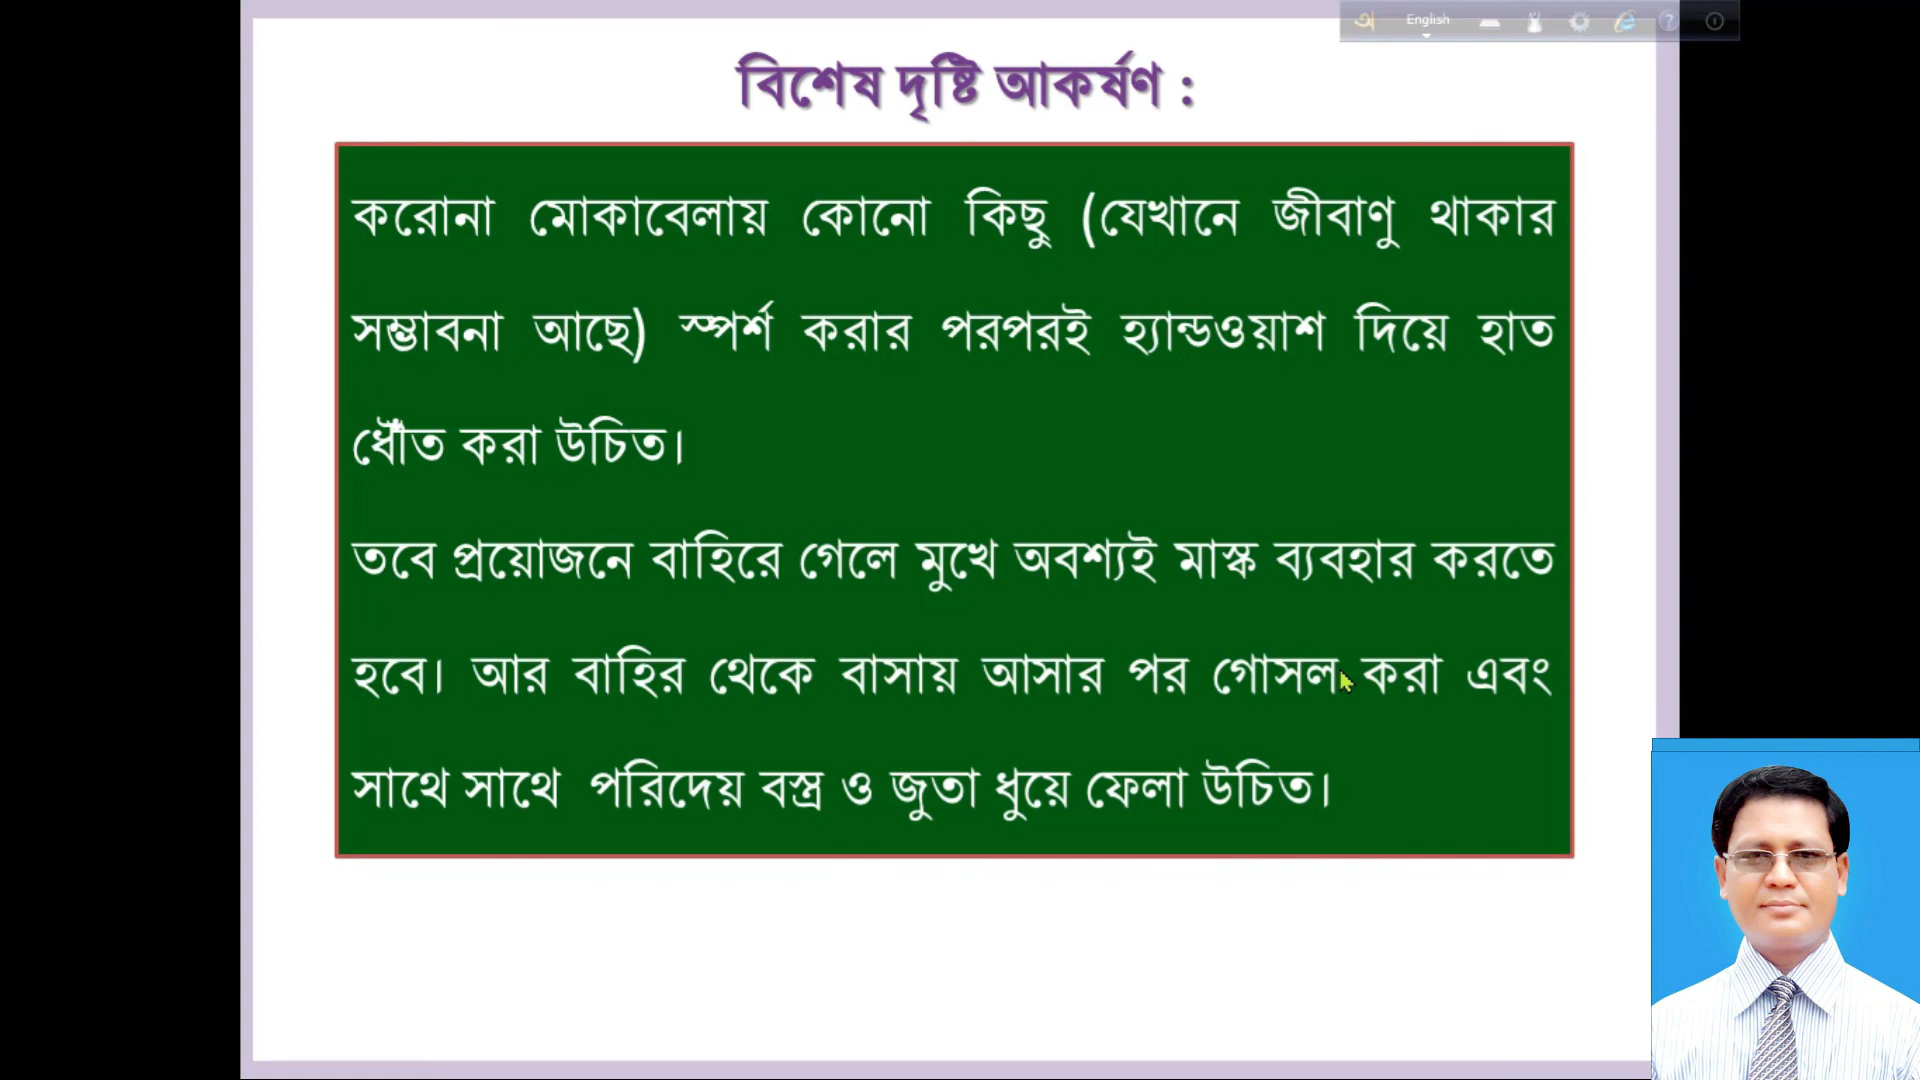 English
বিশেষ দৃষ্টি আকর্ষণ :
করোনা মোকাবেলায় কোনো কিছু (যেখানে জীবাণু থাকার
সম্ভাবনা আছে) স্পর্শ করার পরপরই হ্যান্ডওয়াশ দিয়ে হাত
ধৌত করা উচিত।
তবে প্রয়োজনে বাহিরে গেলে মুখে অবশ্যই মাস্ক ব্যবহার করতে
হবে। আর বাহির থেকে বাসায় আসার পর গোসল করা এবং
সাথে সাথে পরিদেয় বস্ত্র ও জুতা ধুয়ে ফেলা উচিত।